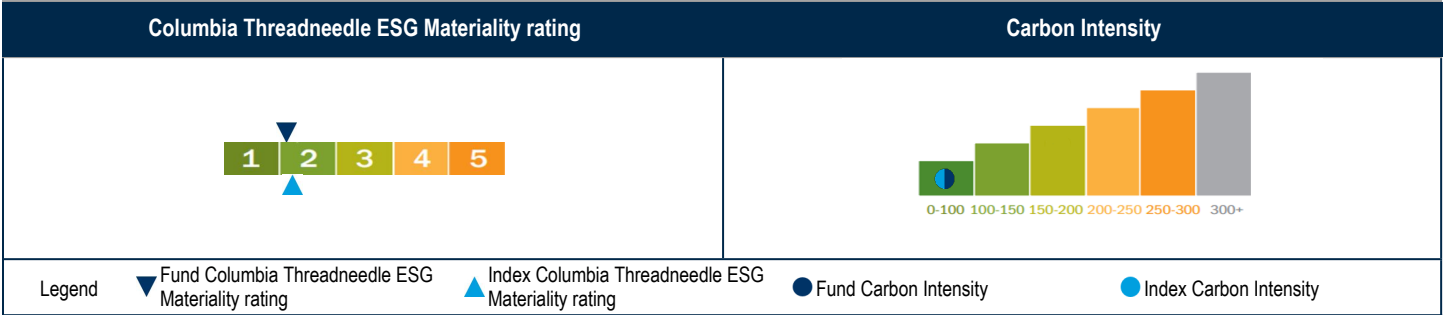 Columbia Threadneedle ESG Materiality rating
Carbon Intensity
1 2 3 4 5
0-100 100-150 150-200 200-250 250-300 300+
Legend
Fund Columbia Threadneedle ESG
Materiality rating
Index Columbia Threadneedle ESG
Materiality rating
Fund Carbon Intensity
Index Carbon Intensity